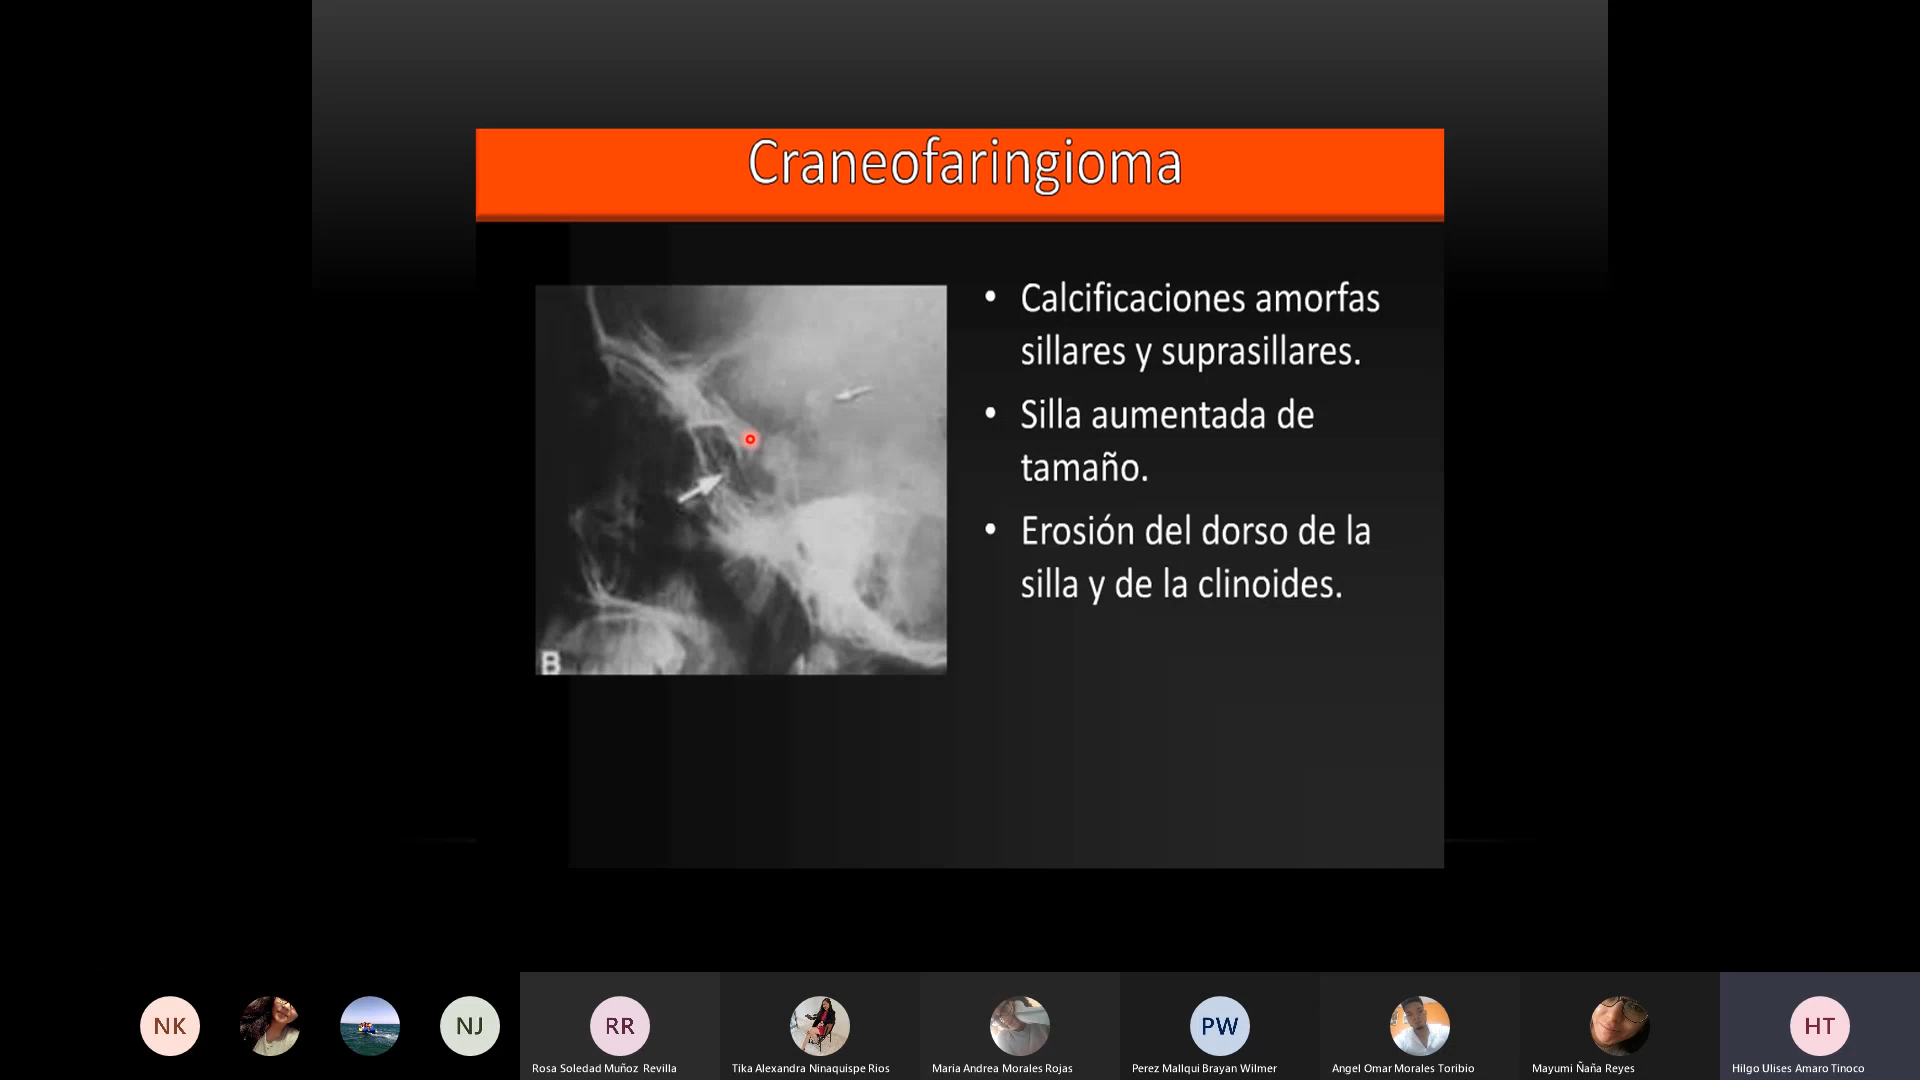 Craneofaringioma
• Calcificaciones amorfas
sillares y suprasillares.
• Silla aumentada de
tamaño.
• Erosión del dorso de la
silla y de la clinoides.
B
NK
NJ
RR
PW
HT
Rosa Soledad Muñoz Revilla
Tika Alexandra Ninaquispe Rios
Maria Andrea Morales Rojas
Perez Mallqui Brayan Wilmer
Angel Omar Morales Toribio
Mayumi Ñaña Reyes
Hilgo Ulises Amaro Tinoco